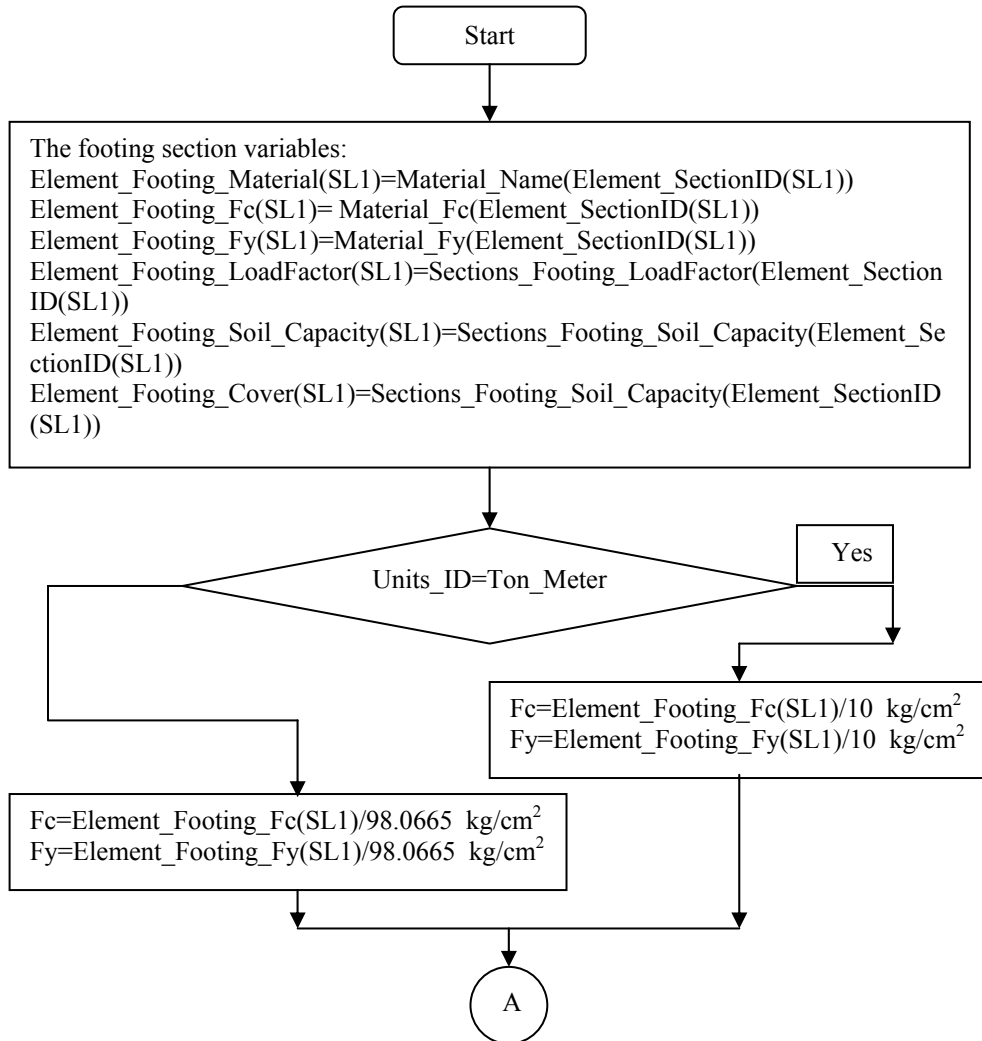 Start
The footing section variables:
Element_Footing_Material(SL1)=Material_Name(Element_SectionID(SL1))
Element_Footing_Fc(SL1)= Material_Fc(Element_SectionID(SL1))
Element_Footing_Fy(SL1)=Material_Fy(Element_SectionID(SL1))
Element_Footing_LoadFactor(SL1)=Sections_Footing_LoadFactor(Element_Section
ID(SL1))
Element_Footing_Soil_Capacity(SL1)=Sections_Footing_Soil_Capacity(Element_Se
ctionID(SL1))
Element_Footing_Cover(SL1)=Sections_Footing_Soil_Capacity(Element_SectionID
(SL1))
Units_ID=Ton_Meter
Yes
Fc=Element_Footing_Fc(SL1)/10 kg/cm²
Fy=Element_Footing_Fy(SL1)/10 kg/cm²
Fc=Element_Footing_Fc(SL1)/98.0665 kg/cm²
Fy=Element_Footing_Fy(SL1)/98.0665 kg/cm²
A